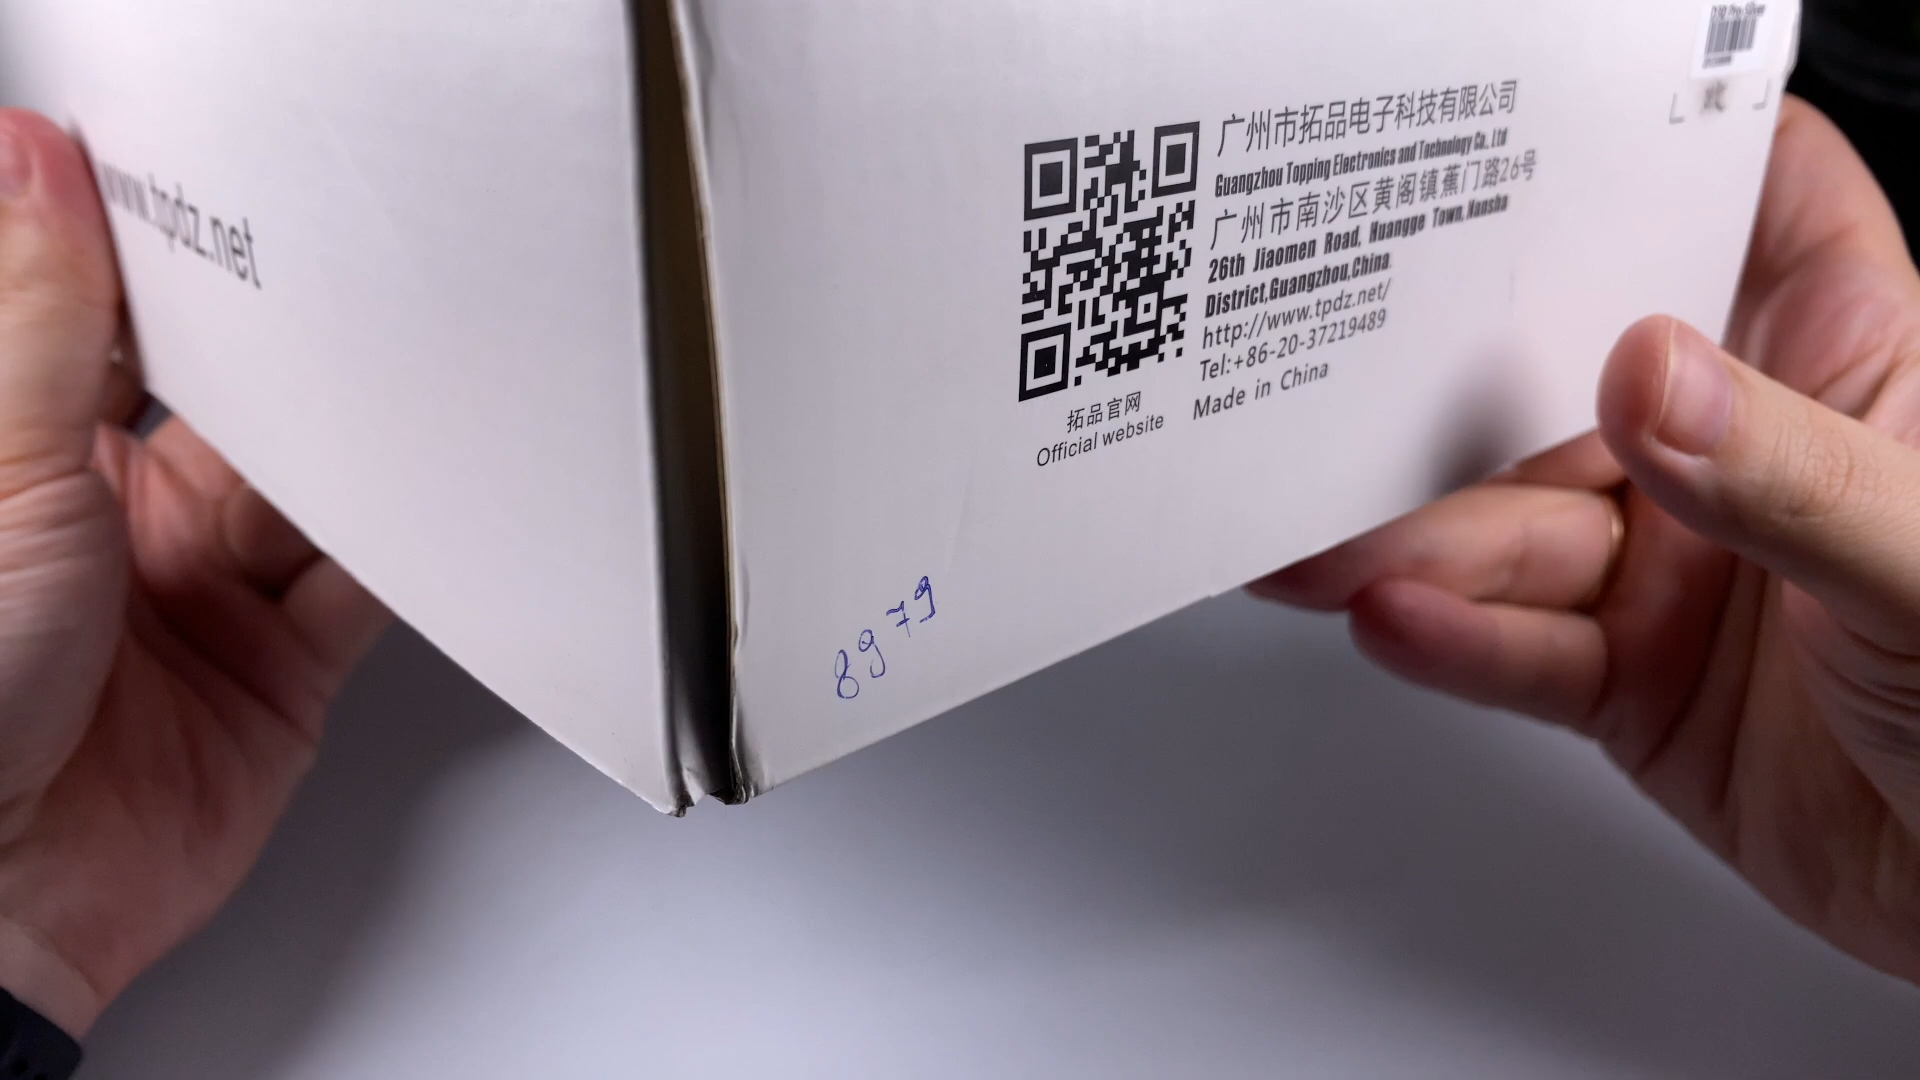 www.tpdz.net
广州市拓品电子科技有限公司
Guangzhou Topping Electronics and Technology Co., Ltd
广州市南沙区黄阁镇蕉门路26号
26th Jiaomen Road, Huangge Town, Nansha
District,Guangzhou,China.
http://www.tpdz.net/
Tel:+86-20-37219489
Made in China
拓品官网
Official website
8979